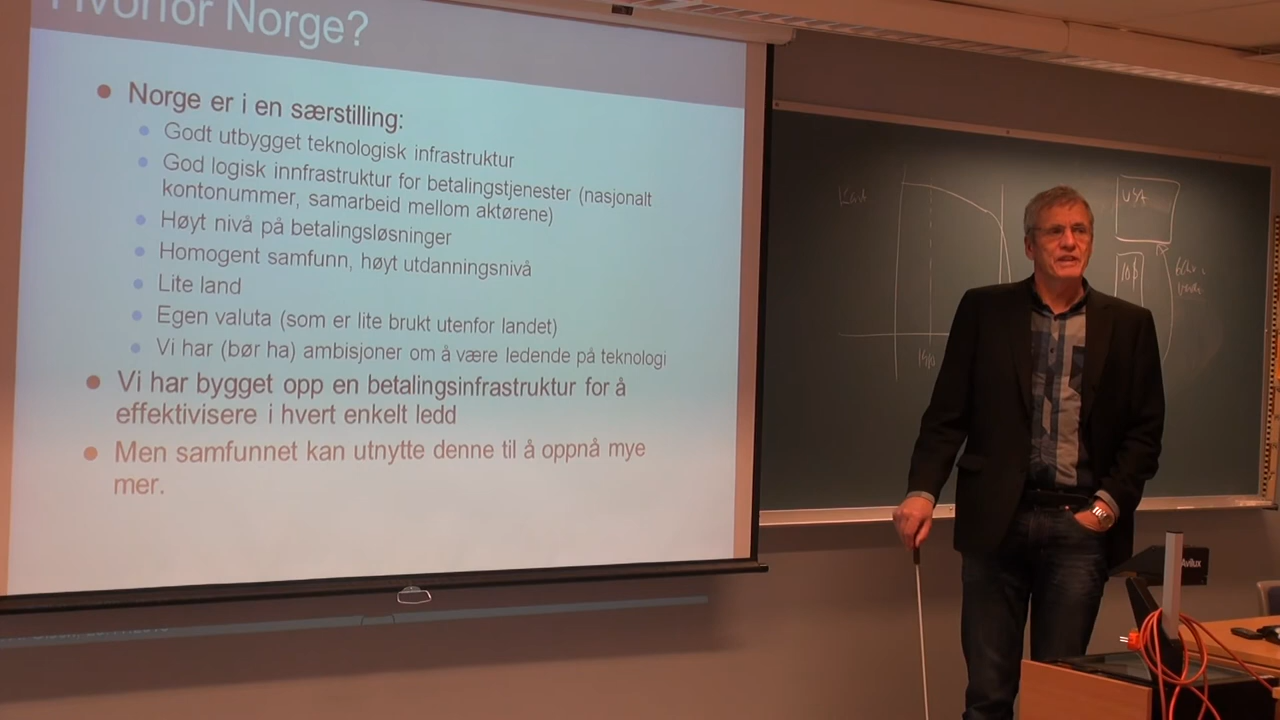 Hvorfor Norge?
Norge er i en særstilling:
Godt utbygget teknologisk infrastruktur
God logisk innfrastruktur for betalingstjenester (nasjonalt
kontonummer, samarbeid mellom aktørene)
Høyt nivå på betalingsløsninger
Homogent samfunn, høyt utdanningsnivå
Lite land
Egen valuta (som er lite brukt utenfor landet)
Vi har (bør ha) ambisjoner om å være ledende på teknologi
Vi har bygget opp en betalingsinfrastruktur for å
effektivisere i hvert enkelt ledd
Men samfunnet kan utnytte denne til å oppnå mye
mer.
USA
Avilux